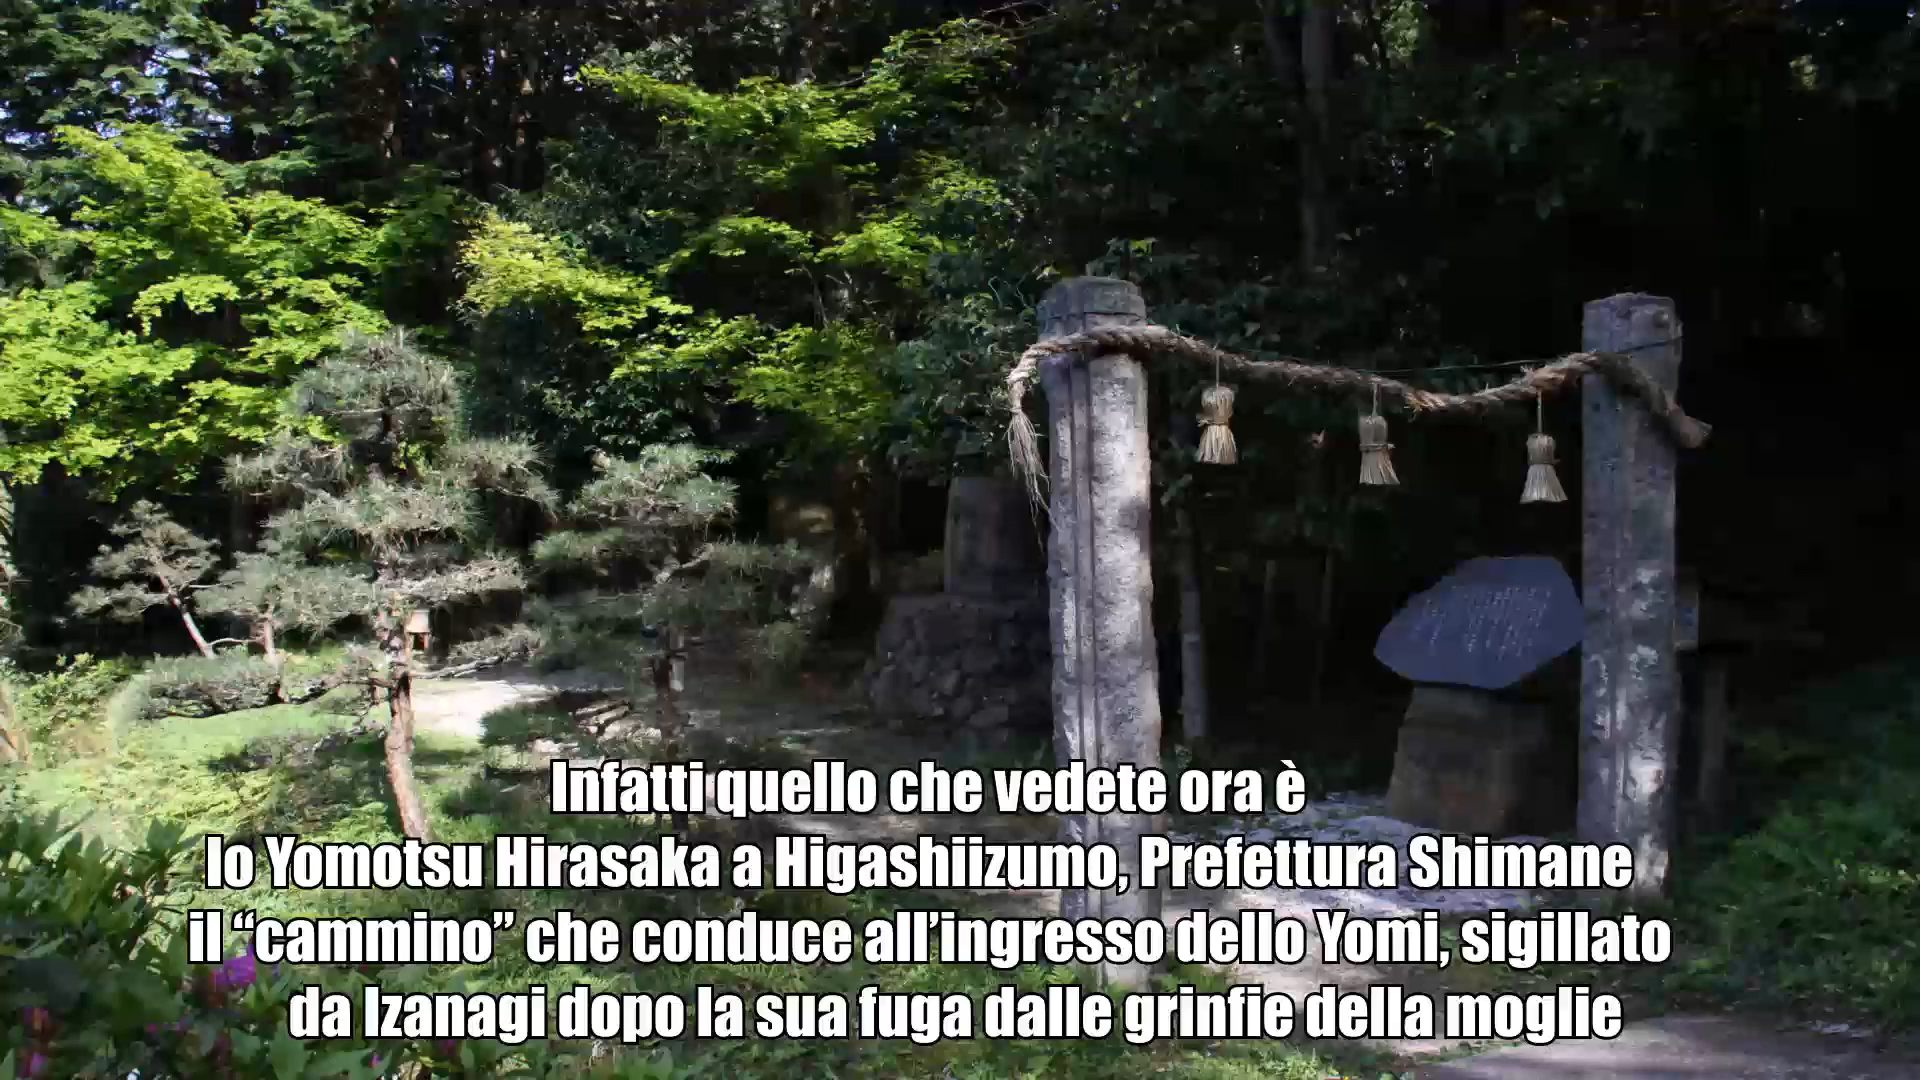 Infatti quello che vedete ora è
lo Yomotsu Hirasaka a Higashiizumo, Prefettura Shimane
il “cammino” che conduce all’ingresso dello Yomi, sigillato
da Izanagi dopo la sua fuga dalle grinfie della moglie